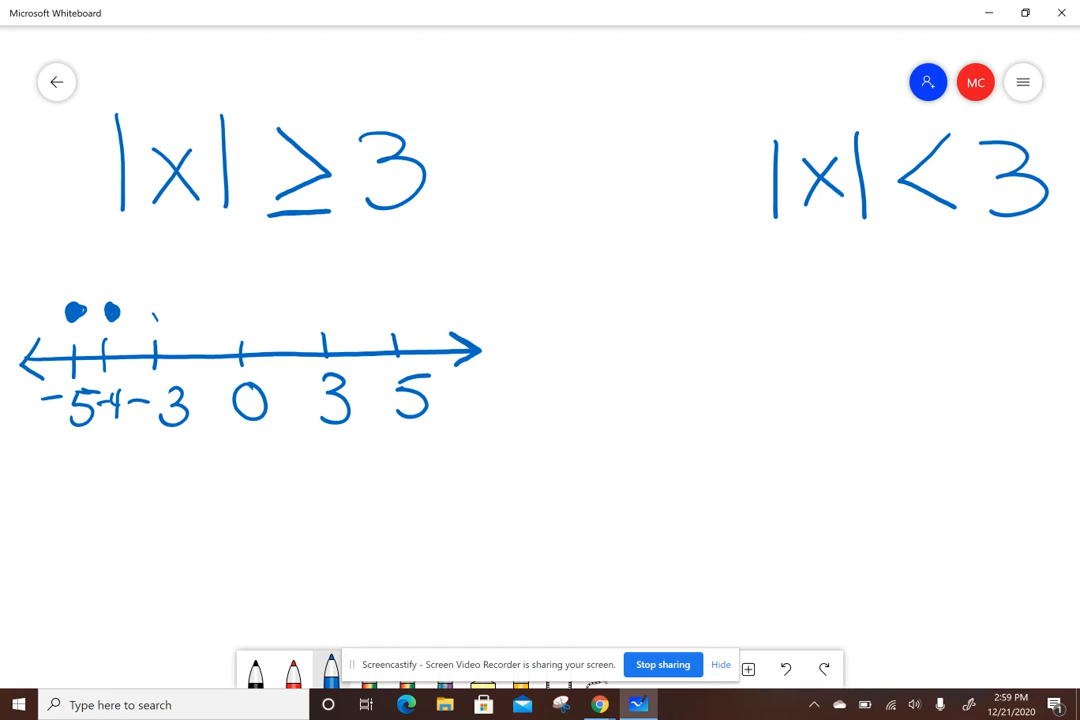 Microsoft Whiteboard
MC
|x| ≥ 3
|x| < 3
-5 -4 -3 0 3 5
Screencastify - Screen Video Recorder is sharing your screen.
Stop sharing
Hide
Type here to search
2:59 PM
12/21/2020
1